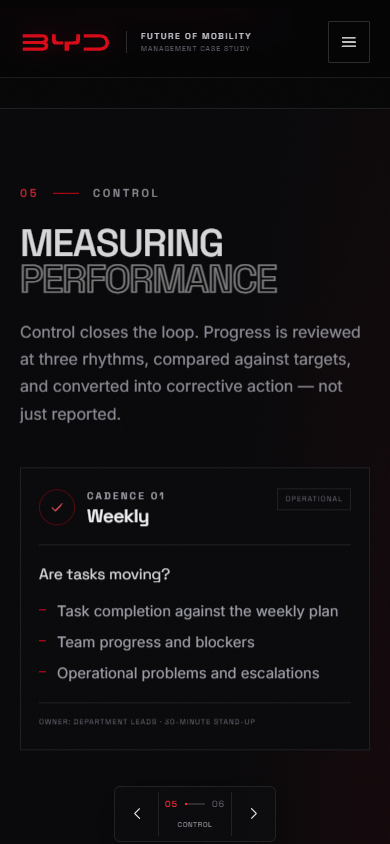 BYD
FUTURE OF MOBILITY
MANAGEMENT CASE STUDY
05 CONTROL
MEASURING
PERFORMANCE
Control closes the loop. Progress is reviewed
at three rhythms, compared against targets,
and converted into corrective action — not
just reported.
CADENCE 01
OPERATIONAL
Weekly
Are tasks moving?
– Task completion against the weekly plan
– Team progress and blockers
– Operational problems and escalations
OWNER: DEPARTMENT LEADS · 30-MINUTE STAND-UP
05 06
CONTROL